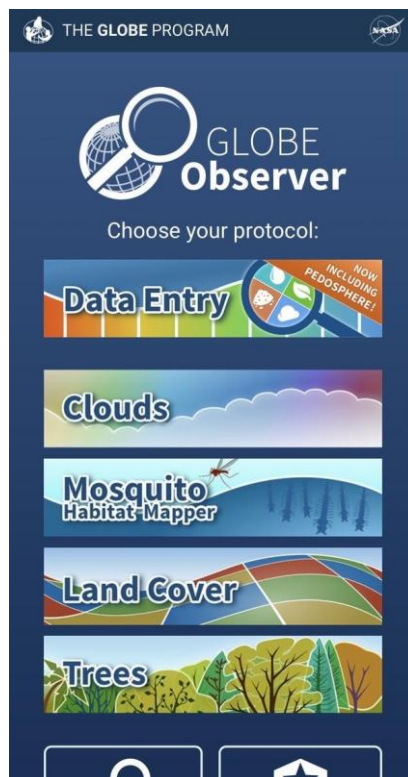 THE GLOBE PROGRAM
NASA
GLOBE
Observer
Choose your protocol:
Data Entry
NOW
INCLUDING
PEDOSPHERE!
Clouds
Mosquito
Habitat Mapper
Land Cover
Trees